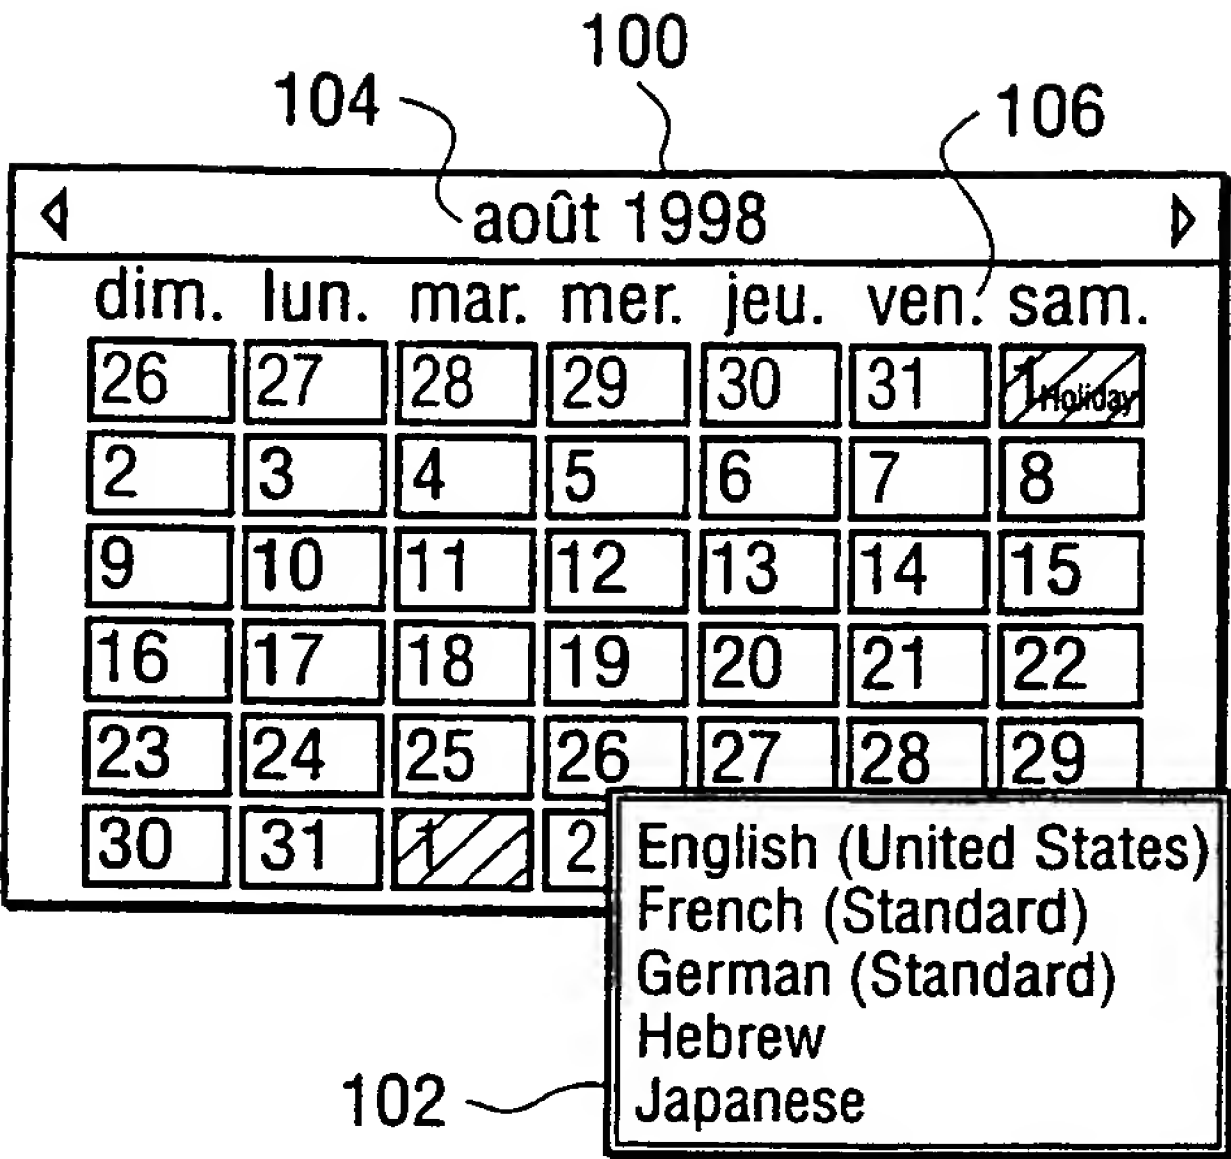 100
104
106
août 1998
dim. lun. mar. mer. jeu. ven. sam.
26 27 28 29 30 31 1 Holiday
2 3 4 5 6 7 8
9 10 11 12 13 14 15
16 17 18 19 20 21 22
23 24 25 26 27 28 29
30 31 1 2
English (United States)
French (Standard)
German (Standard)
Hebrew
Japanese
102